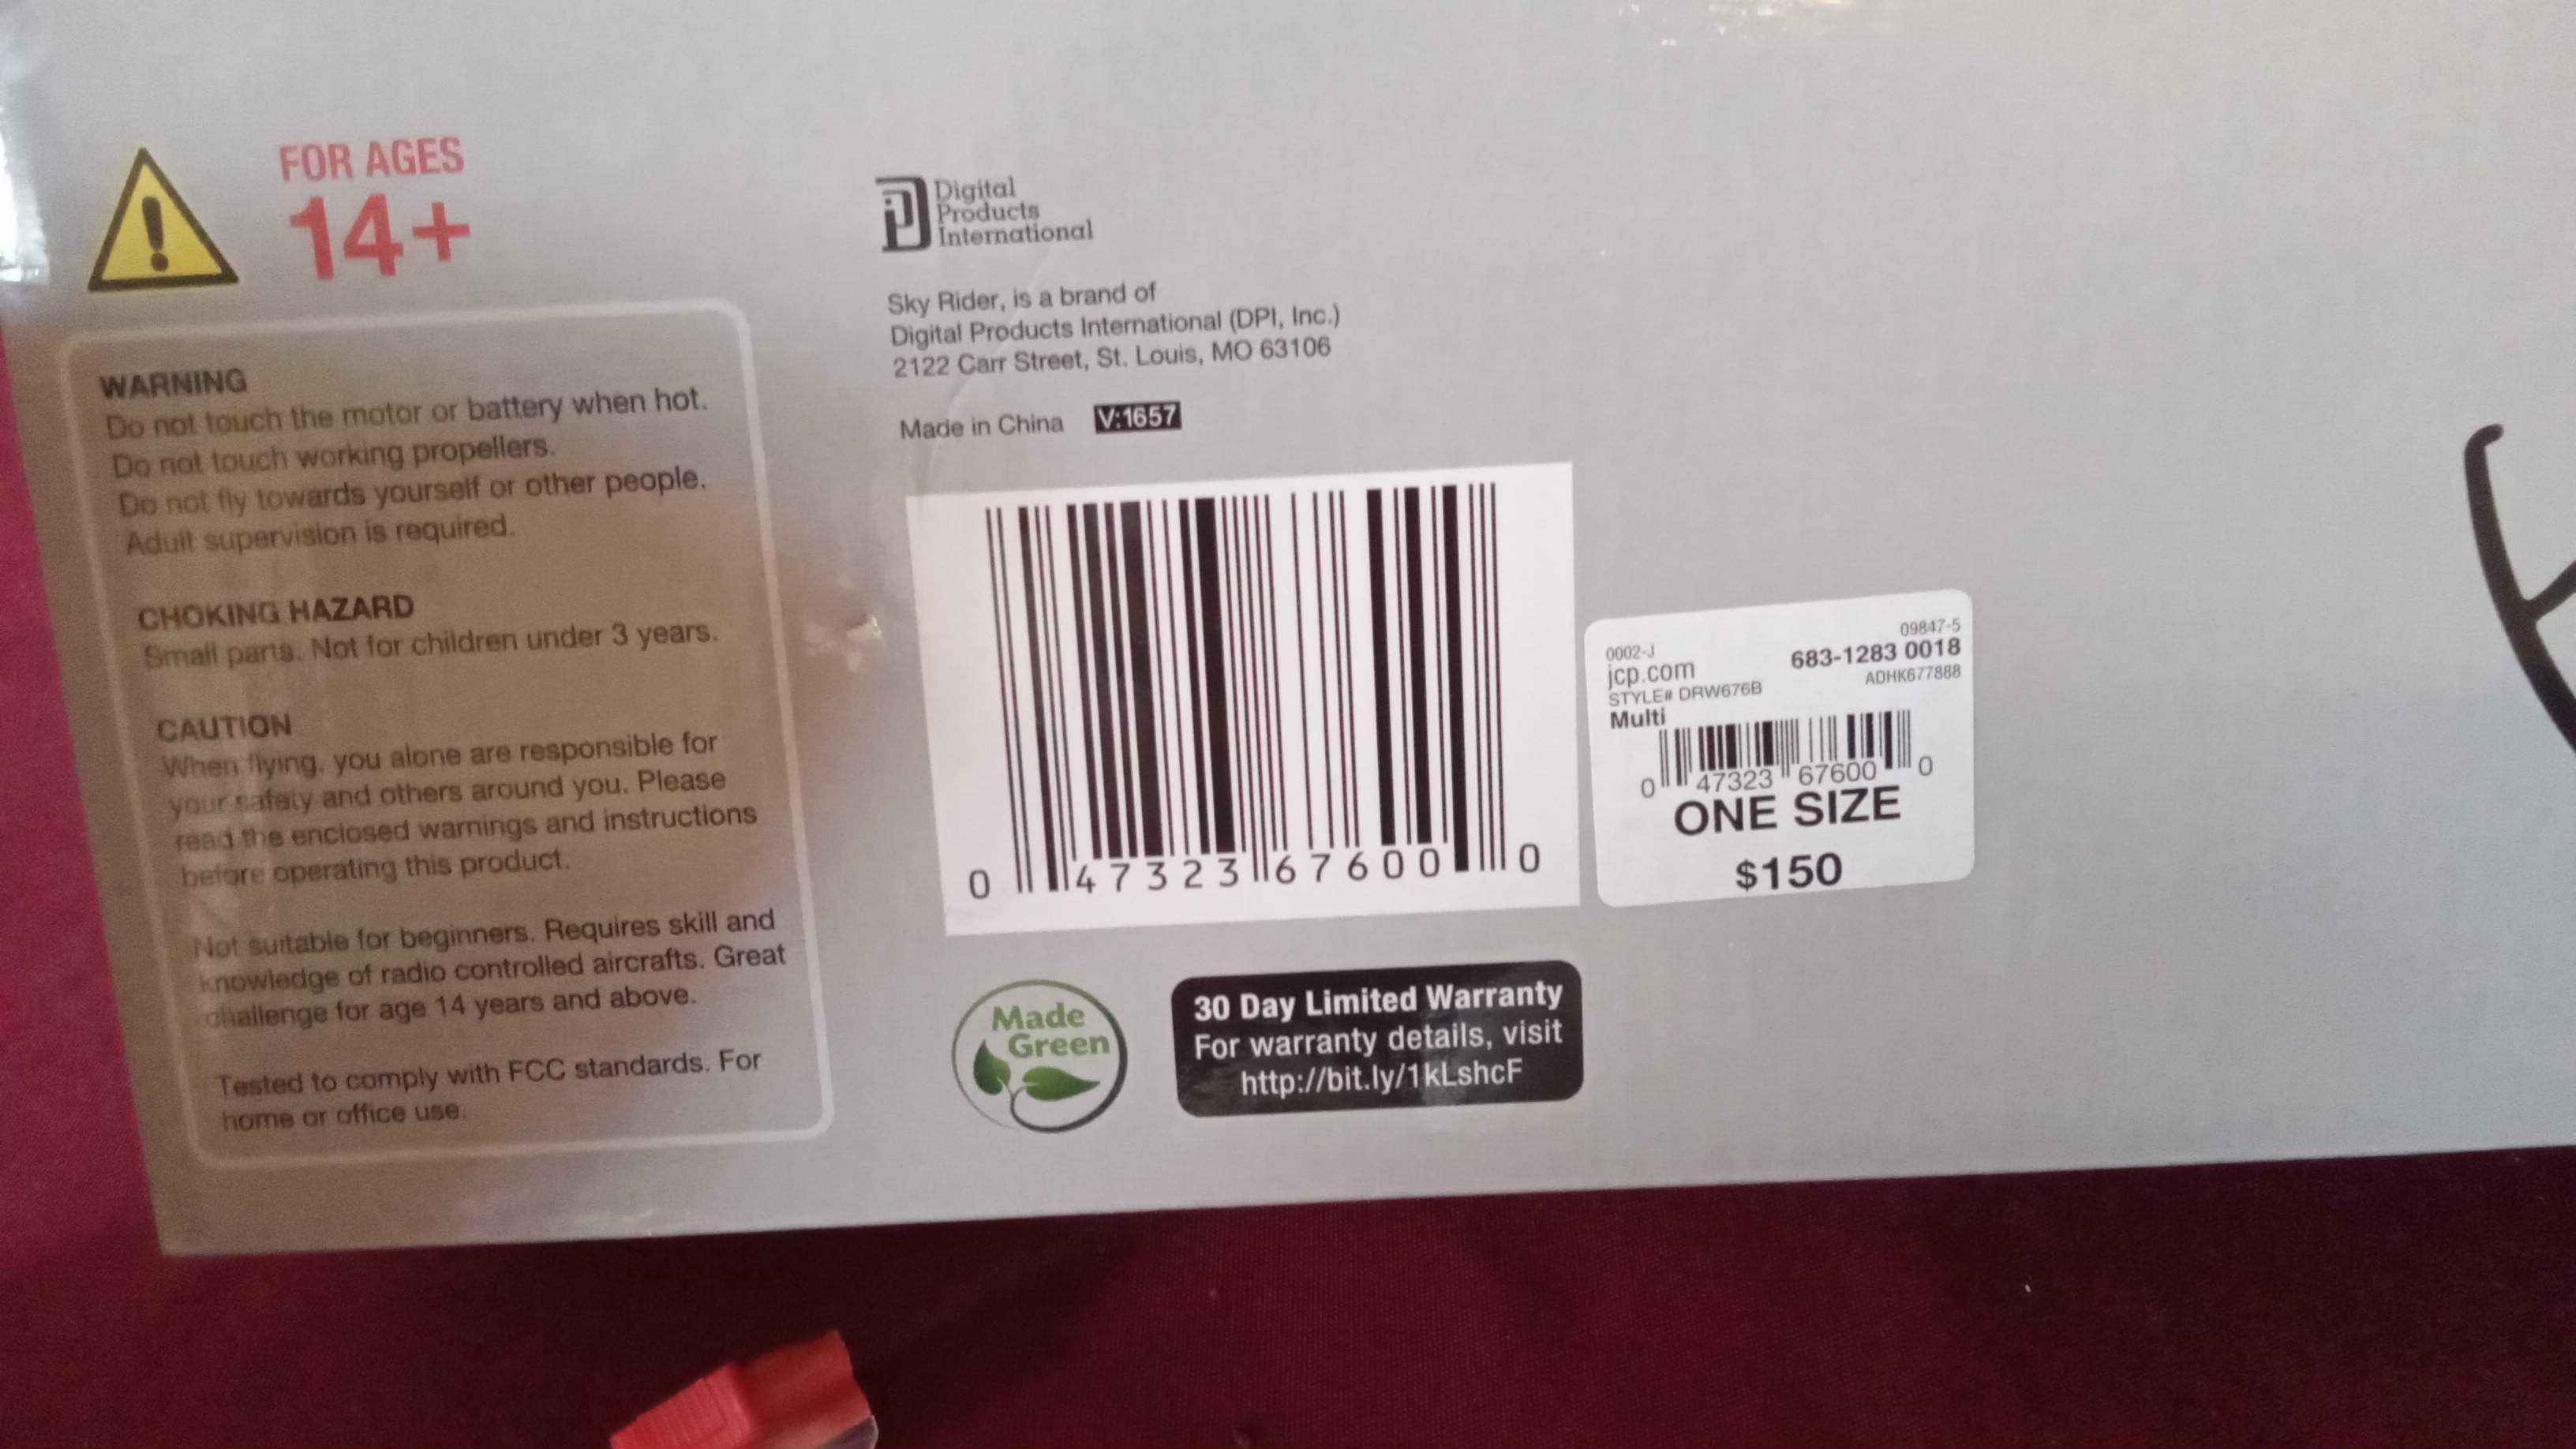 FOR AGES
14+
WARNING
Do not touch the motor or battery when hot.
Do not touch working propellers.
Do not fly towards yourself or other people.
Adult supervision is required.
CHOKING HAZARD
Small parts. Not for children under 3 years.
CAUTION
When flying, you alone are responsible for
your safety and others around you. Please
read the enclosed warnings and instructions
before operating this product.
Not suitable for beginners. Requires skill and
knowledge of radio controlled aircrafts. Great
challenge for age 14 years and above.
Tested to comply with FCC standards. For
home or office use.
Digital
Products
International
Sky Rider, is a brand of
Digital Products International (DPI, Inc.)
2122 Carr Street, St. Louis, MO 63106
Made in China V:1657
0 47323 67600 0
Made
Green
30 Day Limited Warranty
For warranty details, visit
http://bit.ly/1kLshcF
09847-5
0002-J
jcp.com 683-1283 0018
STYLE# DRW676B ADHK677888
Multi
0 47323 67600 0
ONE SIZE
$150